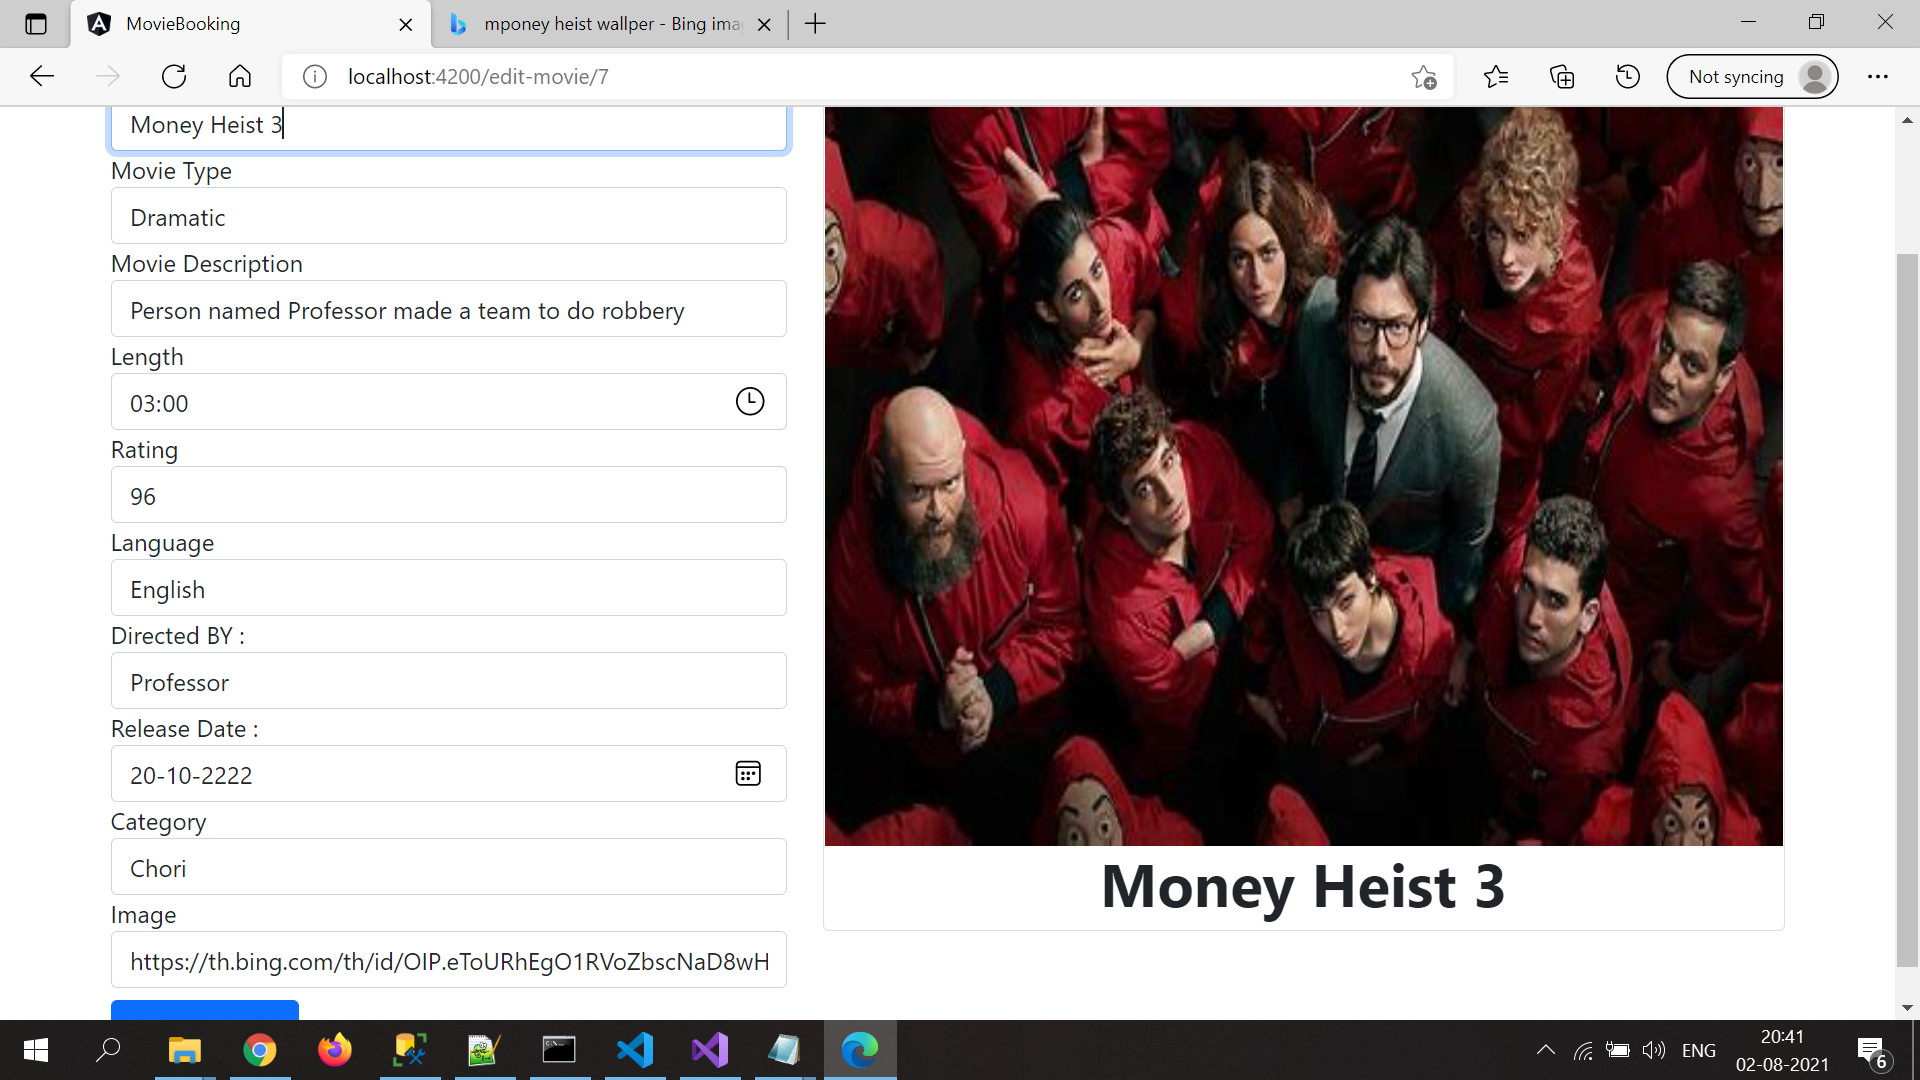 MovieBooking
mponey heist wallper - Bing ima
localhost:4200/edit-movie/7
Not syncing
Money Heist 3
Movie Type
Dramatic
Movie Description
Person named Professor made a team to do robbery
Length
03:00
Rating
96
Language
English
Directed BY :
Professor
Release Date :
20-10-2222
Category
Chori
Image
https://th.bing.com/th/id/OIP.eToURhEgO1RVoZbscNaD8wH
Money Heist 3
ENG
20:41
02-08-2021
6